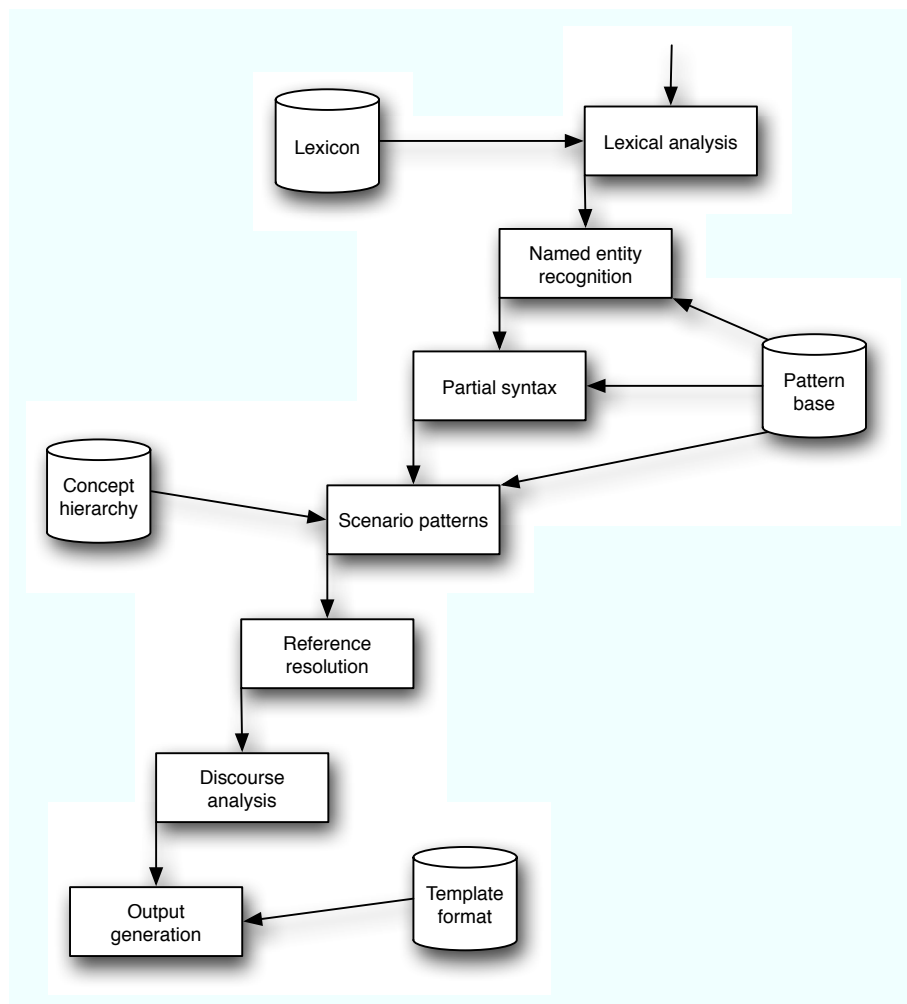 Lexicon
Lexical analysis
Named entity
recognition
Partial syntax
Pattern
base
Concept
hierarchy
Scenario patterns
Reference
resolution
Discourse
analysis
Template
format
Output
generation